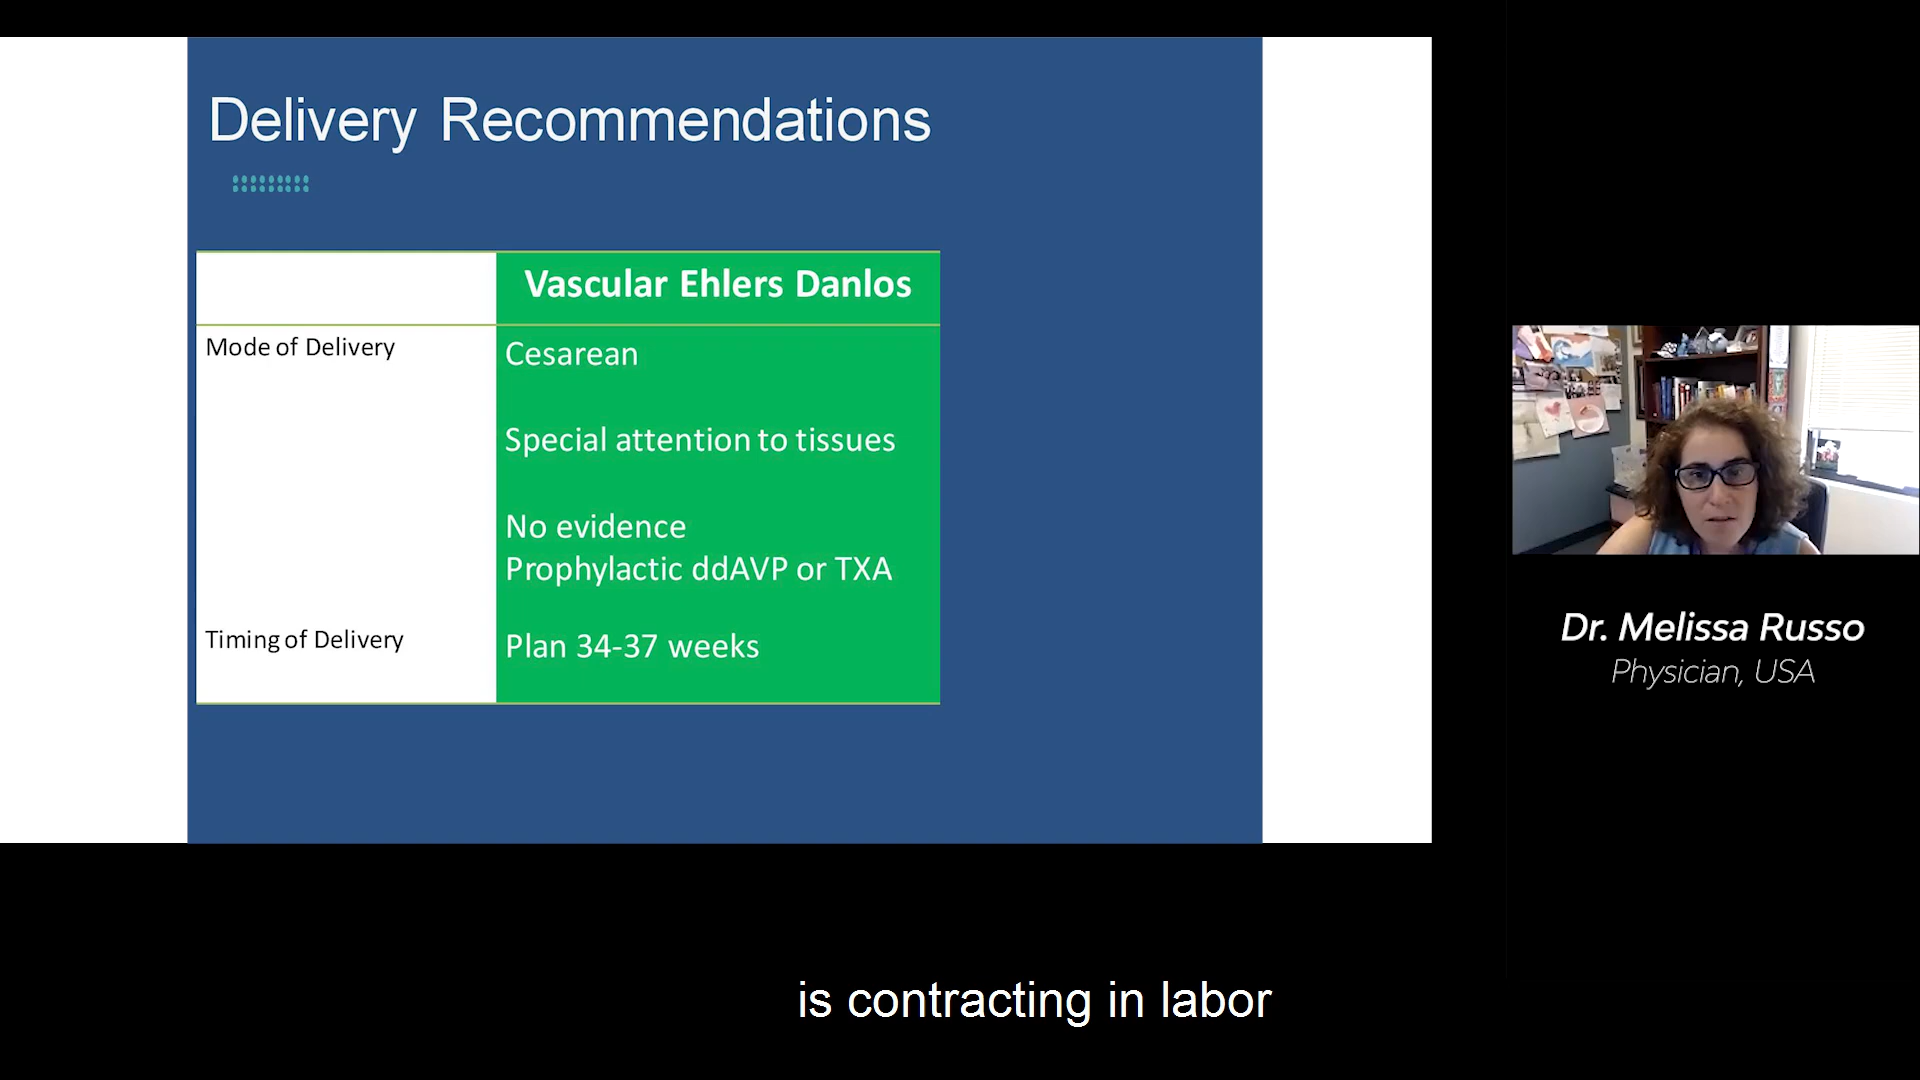 Delivery Recommendations
Vascular Ehlers Danlos
Mode of Delivery
Cesarean
Special attention to tissues
No evidence
Prophylactic ddAVP or TXA
Timing of Delivery
Plan 34-37 weeks
Dr. Melissa Russo
Physician, USA
is contracting in labor